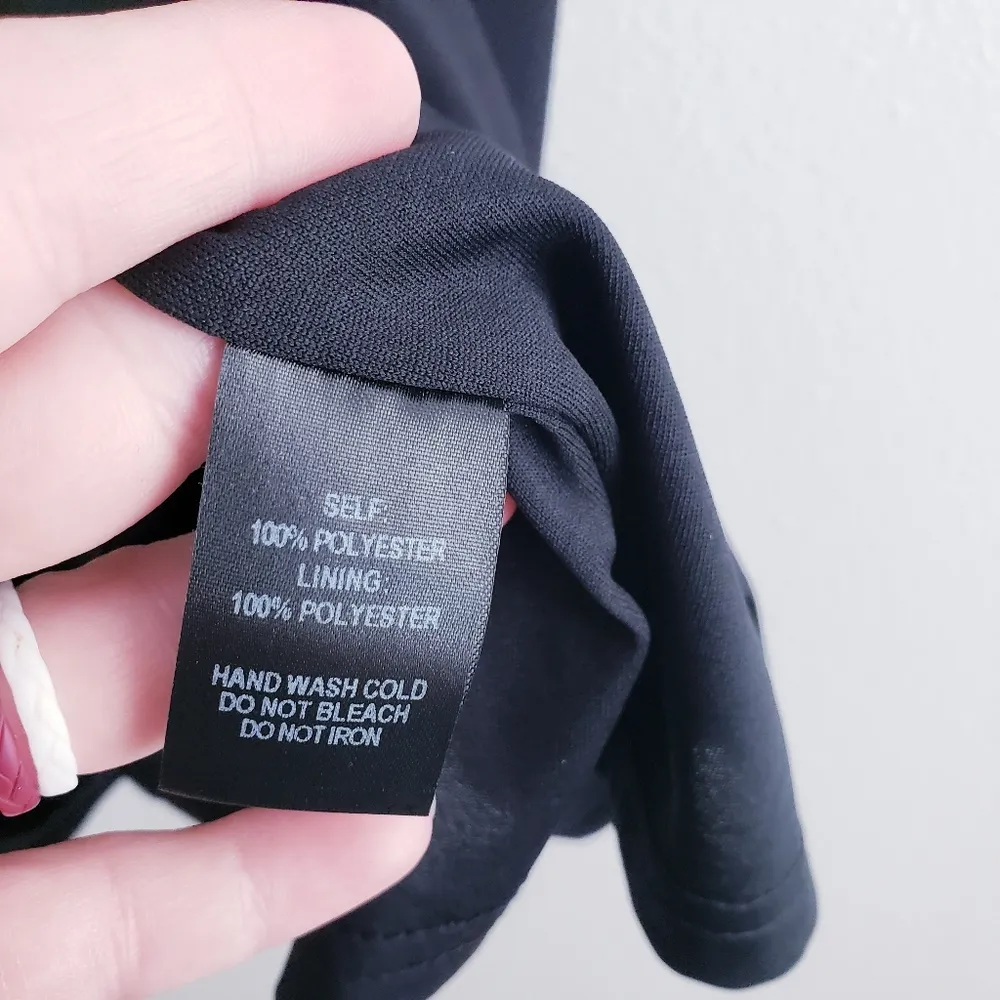 SELF:
100% POLYESTER
LINING:
100% POLYESTER
HAND WASH COLD
DO NOT BLEACH
DO NOT IRON